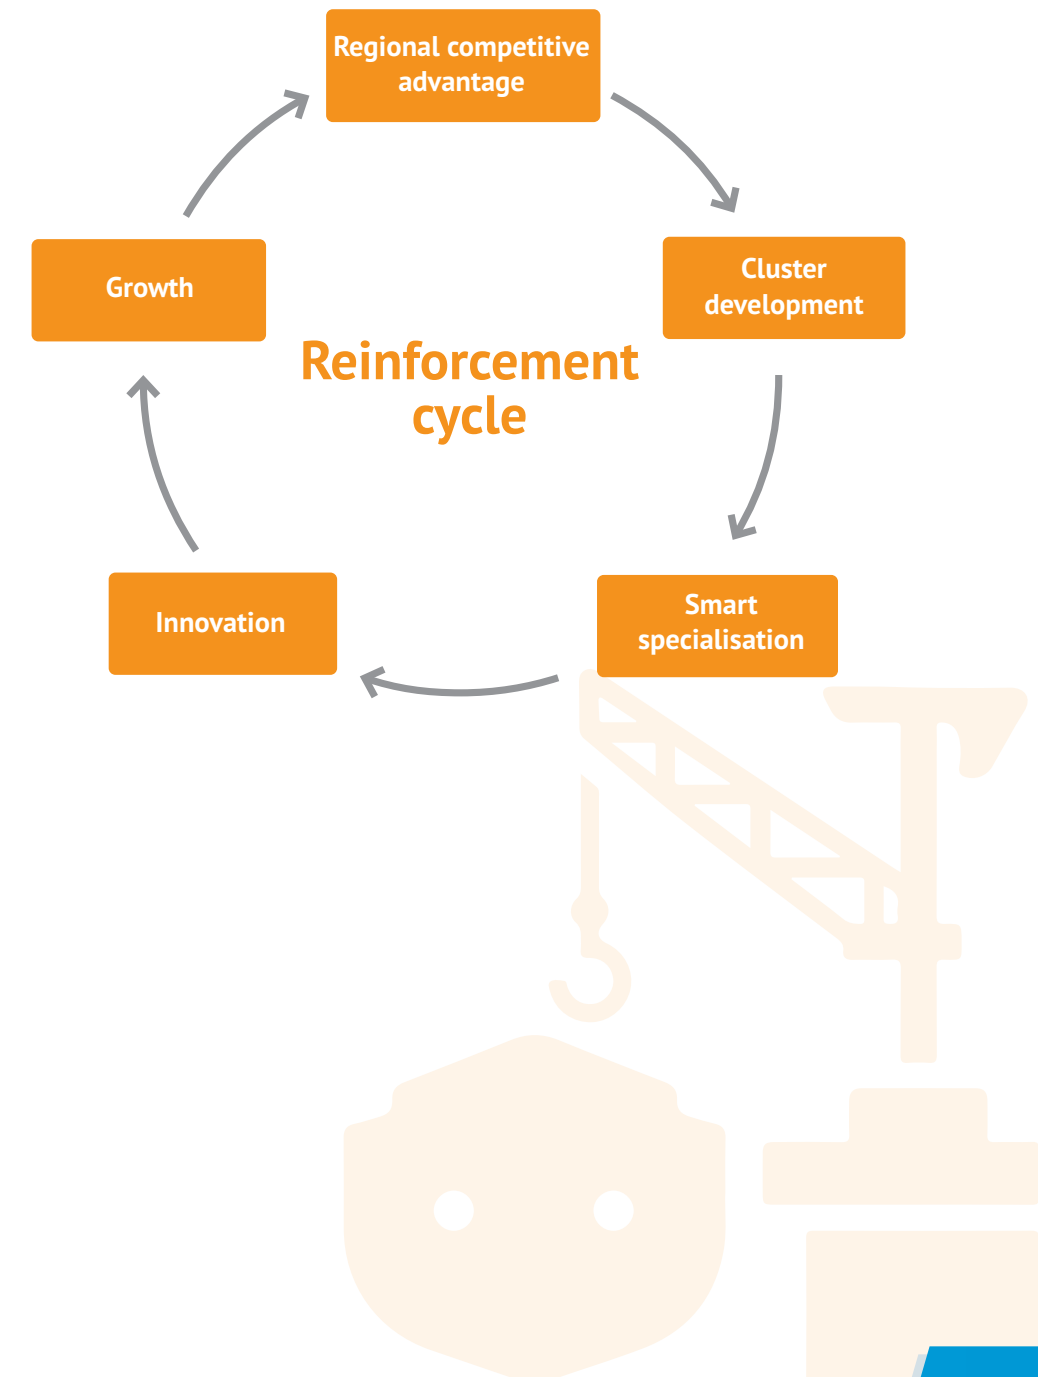 Regional competitive
advantage
Cluster
development
Growth
Reinforcement
cycle
Smart
specialisation
Innovation